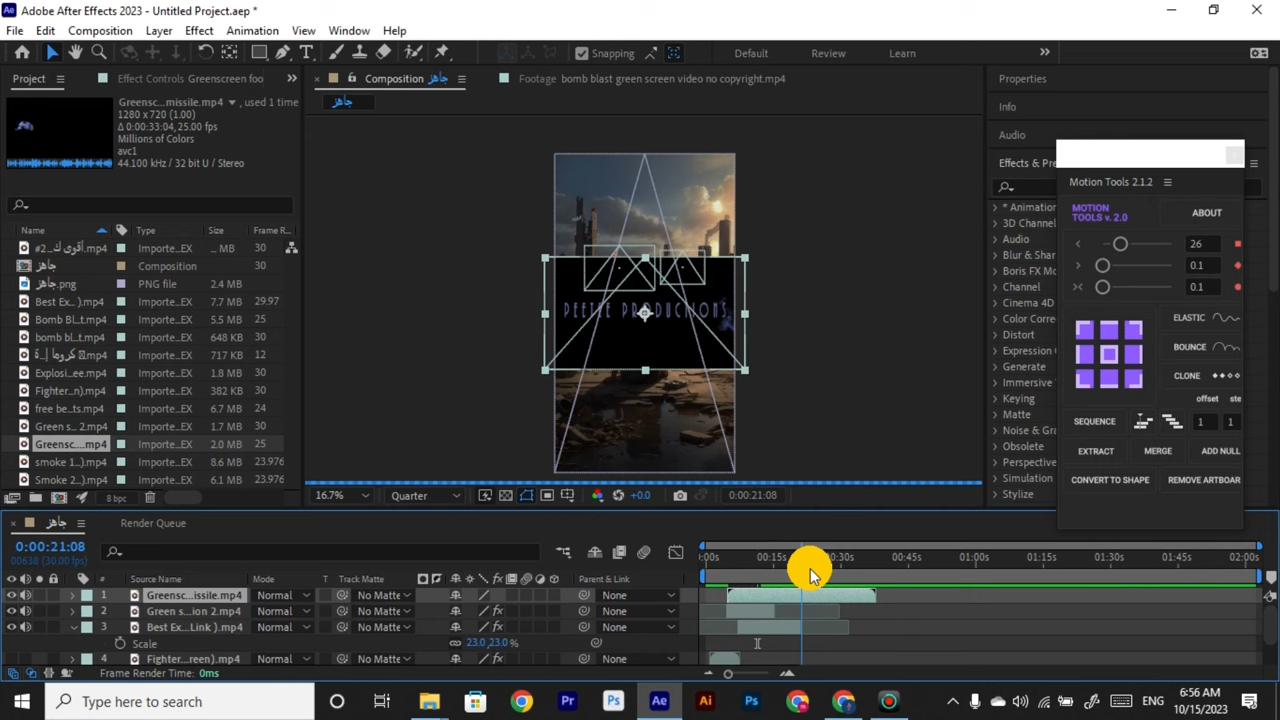 Adobe After Effects 2023 - Untitled Project.aep *
File Edit Composition Layer Effect Animation View Window Help
Snapping Default Review Learn
Project Effect Controls Greenscreen foo
Composition جاهز Footage bomb blast green screen video no copyright.mp4
جاهز
Greensc...missile.mp4 , used 1 time
1280 x 720 (1.00)
Δ 0:00:33:04, 25.00 fps
Millions of Colors
avc1
44.100 kHz / 32 bit U / Stereo
Name Type Size Frame R...
#2_أقوى ك...mp4 Importe...EX ... MB 30
جاهز Composition 30
جاهز.png PNG file 2.4 MB
Best Ex... ).mp4 Importe...EX 29.97
Bomb Bl...t.mp4 Importe...EX 5.5 MB 30
bomb bl...t.mp4 Importe...EX 648 KB 30
Importe...EX 717 KB 12
Explosi...ee.mp4 Importe...EX 1.8 MB 30
Fighter...n).mp4 Importe...EX 382 KB 30
free be...ts.mp4 Importe...EX 6.7 MB 24
Green s... 2.mp4 Importe...EX 1.7 MB 30
Greensc....mp4 Importe...EX 2.0 MB 25
smoke 1...).mp4 Importe...EX 8.6 MB 23.976
Smoke 2...).mp4 Importe...EX 6.1 MB 23.976
8 bpc
PEETEE PRODUCTIONS
16.7% Quarter +0.0 0:00:21:08
Properties
Info
Audio
Effects & Pre
* Animation
3D Channel
Audio
Blur & Shar
Boris FX Mo
Channel
Cinema 4D
Color Correc
Distort
Expression C
Generate
Immersive
Keying
Matte
Noise & Gra
Obsolete
Perspective
Simulation
Stylize
Motion Tools 2.1.2
MOTION
TOOLS v. 2.0
ABOUT
26
0.1
0.1
ELASTIC
BOUNCE
CLONE
offset ste
SEQUENCE 1 1
EXTRACT MERGE ADD NULL
CONVERT TO SHAPE REMOVE ARTBOAR
جاهز Render Queue
0:00:21:08
00638 (30.00 fps)
:00s 00:15s 00:30s 00:45s 01:00s 01:15s 01:30s 01:45s 02:00s
# Source Name Mode T Track Matte Parent & Link
1 Greensc...issile.mp4 Normal No Matte None
2 Green s...ion 2.mp4 Normal No Matte None
3 Best Ex...Link ).mp4 Normal No Matte None
Scale 23.0,23.0 %
4 Fighter...reen).mp4 Normal No Matte None
Frame Render Time: 0ms
Type here to search
ENG 6:56 AM
10/15/2023